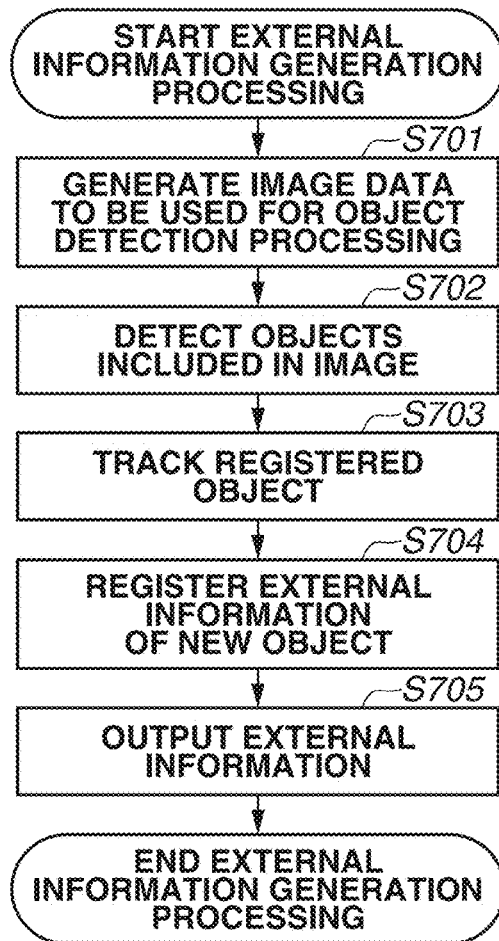 START EXTERNAL
INFORMATION GENERATION
PROCESSING
S701
GENERATE IMAGE DATA
TO BE USED FOR OBJECT
DETECTION PROCESSING
S702
DETECT OBJECTS
INCLUDED IN IMAGE
S703
TRACK REGISTERED
OBJECT
S704
REGISTER EXTERNAL
INFORMATION
OF NEW OBJECT
S705
OUTPUT EXTERNAL
INFORMATION
END EXTERNAL
INFORMATION GENERATION
PROCESSING